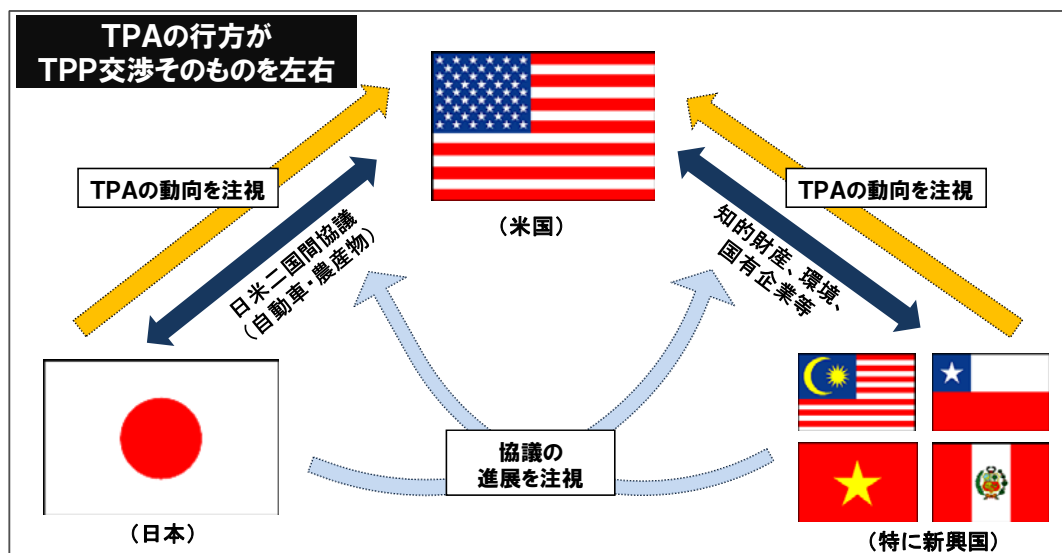 TPAの行方が
TPP交渉そのものを左右
TPAの動向を注視
TPAの動向を注視
(米国)
日米二国間協議
(自動車・農産物)
知的財産、環境、
国有企業等
協議の
進展を注視
(日本)
(特に新興国)